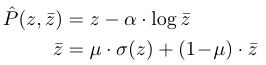 P̂(z, z̄) = z − α · log z̄
z̄ = μ · σ(z) + (1−μ) · z̄